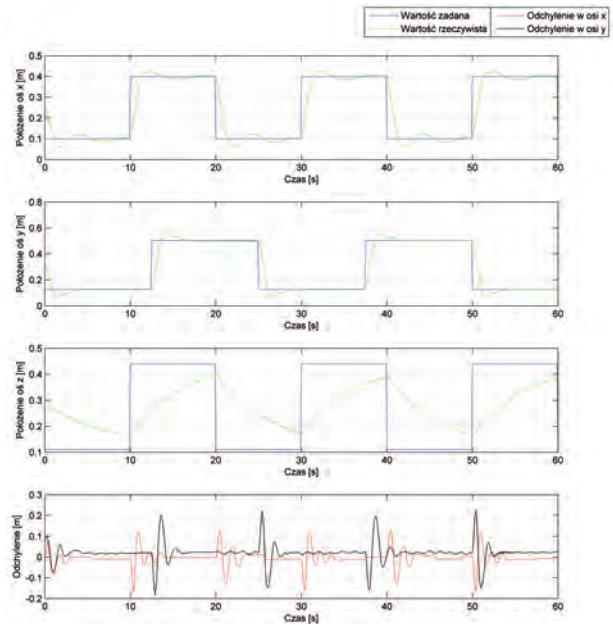 Wartość zadana
Wartość rzeczywista
Odchylenie w osi x
Odchylenie w osi y
Położenie oś x [m]
0.5
0.4
0.3
0.2
0.1
0
0 10 20 30 40 50 60
Czas [s]
Położenie oś y [m]
0.8
0.6
0.4
0.2
0
0 10 20 30 40 50 60
Czas [s]
Położenie oś z [m]
0.5
0.4
0.3
0.2
0.1
0 10 20 30 40 50 60
Czas [s]
Odchylenie [m]
0.3
0.2
0.1
0
-0.1
-0.2
0 10 20 30 40 50 60
Czas [s]